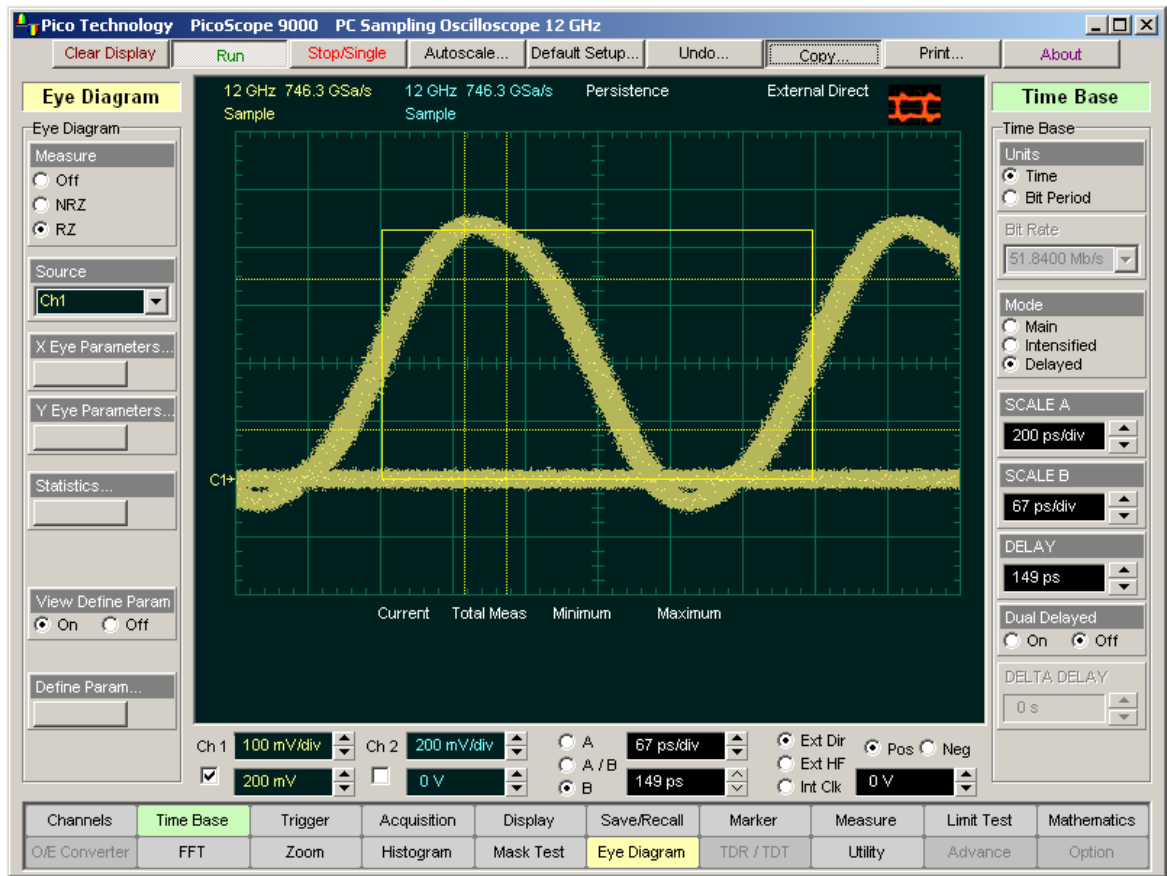 Pico Technology PicoScope 9000 PC Sampling Oscilloscope 12 GHz
Clear Display Run Stop/Single Autoscale... Default Setup... Undo... Copy... Print... About
Eye Diagram
Eye Diagram
Measure
Off
NRZ
RZ
Source
Ch1
X Eye Parameters...
Y Eye Parameters...
Statistics...
View Define Param
On Off
Define Param...
12 GHz 746.3 GSa/s 12 GHz 746.3 GSa/s Persistence External Direct
Sample Sample
C1
Current Total Meas Minimum Maximum
Time Base
Time Base
Units
Time
Bit Period
Bit Rate
51.8400 Mb/s
Mode
Main
Intensified
Delayed
SCALE A
200 ps/div
SCALE B
67 ps/div
DELAY
149 ps
Dual Delayed
On Off
DELTA DELAY
0 s
Ch 1 100 mV/div Ch 2 200 mV/div A 67 ps/div Ext Dir Pos Neg
A / B Ext HF
200 mV 0 V B 149 ps Int Clk 0 V
Channels Time Base Trigger Acquisition Display Save/Recall Marker Measure Limit Test Mathematics
O/E Converter FFT Zoom Histogram Mask Test Eye Diagram TDR / TDT Utility Advance Option